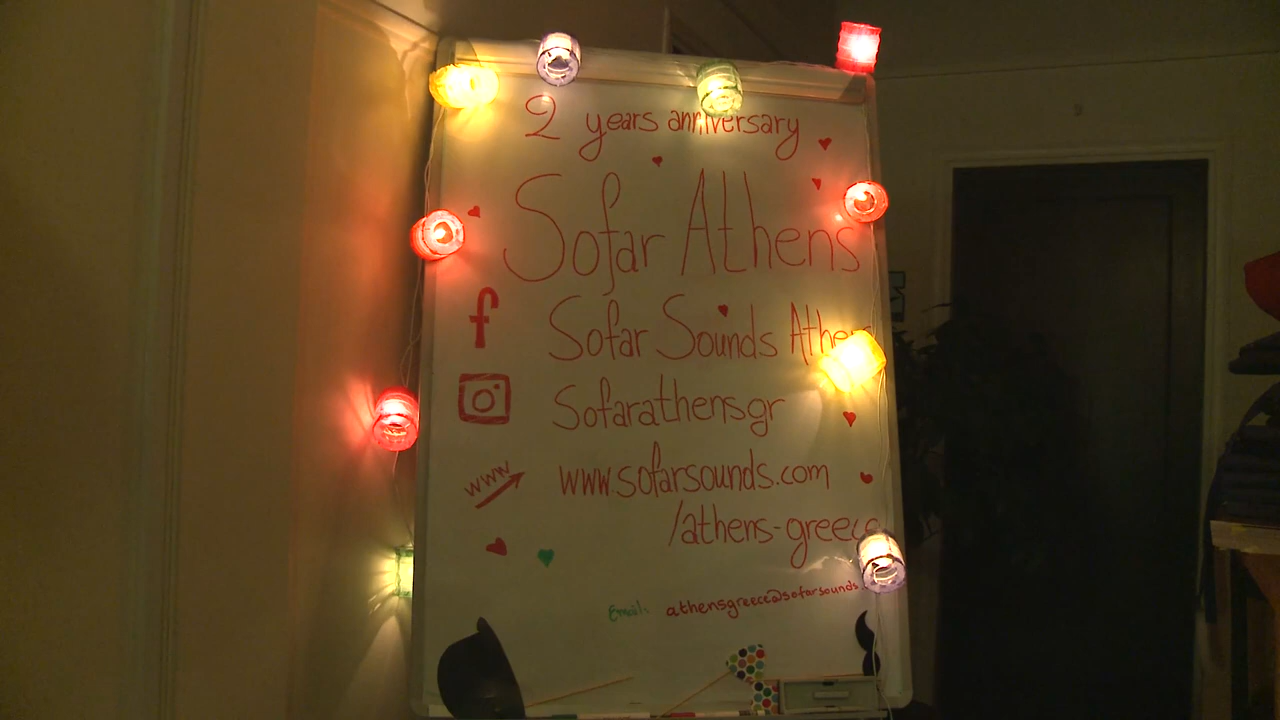 2 years anniversary
Sofar Athens
f Sofar Sounds Athens
Sofarathensgr
www www.sofarsounds.com
/athens-greece
Email: athensgreece@sofarsounds.